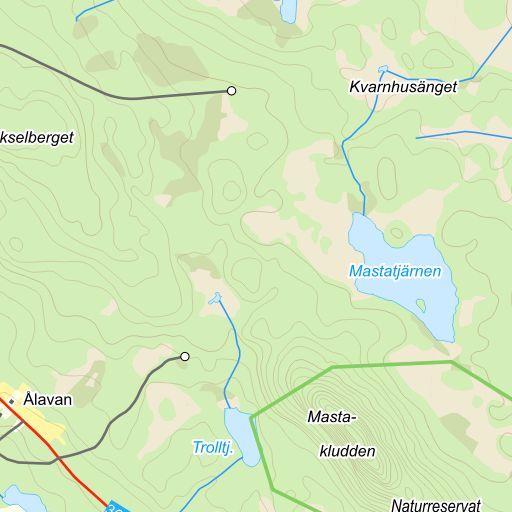 Kvarnhusänget
kselberget
Mastatjärnen
Ålavan
Masta-
kludden
Trolltj.
Naturreservat